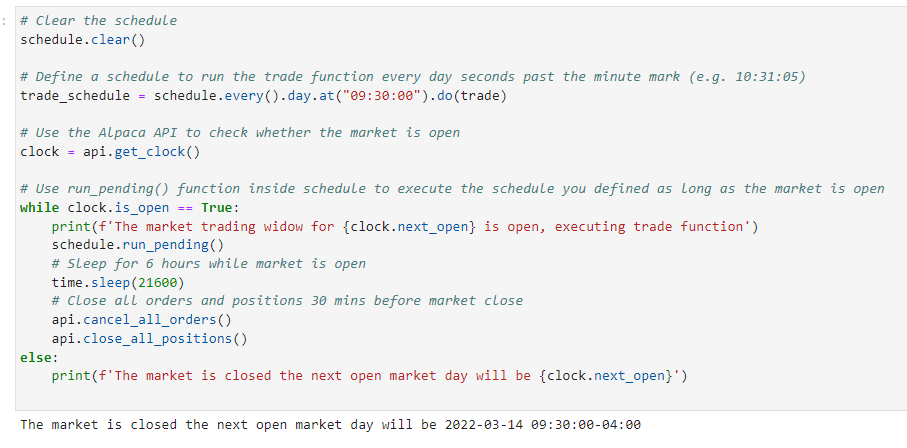 :
# Clear the schedule
schedule.clear()
# Define a schedule to run the trade function every day seconds past the minute mark (e.g. 10:31:05)
trade_schedule = schedule.every().day.at("09:30:00").do(trade)
# Use the Alpaca API to check whether the market is open
clock = api.get_clock()
# Use run_pending() function inside schedule to execute the schedule you defined as long as the market is open
while clock.is_open == True:
    print(f'The market trading widow for {clock.next_open} is open, executing trade function')
    schedule.run_pending()
    # Sleep for 6 hours while market is open
    time.sleep(21600)
    # Close all orders and positions 30 mins before market close
    api.cancel_all_orders()
    api.close_all_positions()
else:
    print(f'The market is closed the next open market day will be {clock.next_open}')
The market is closed the next open market day will be 2022-03-14 09:30:00-04:00